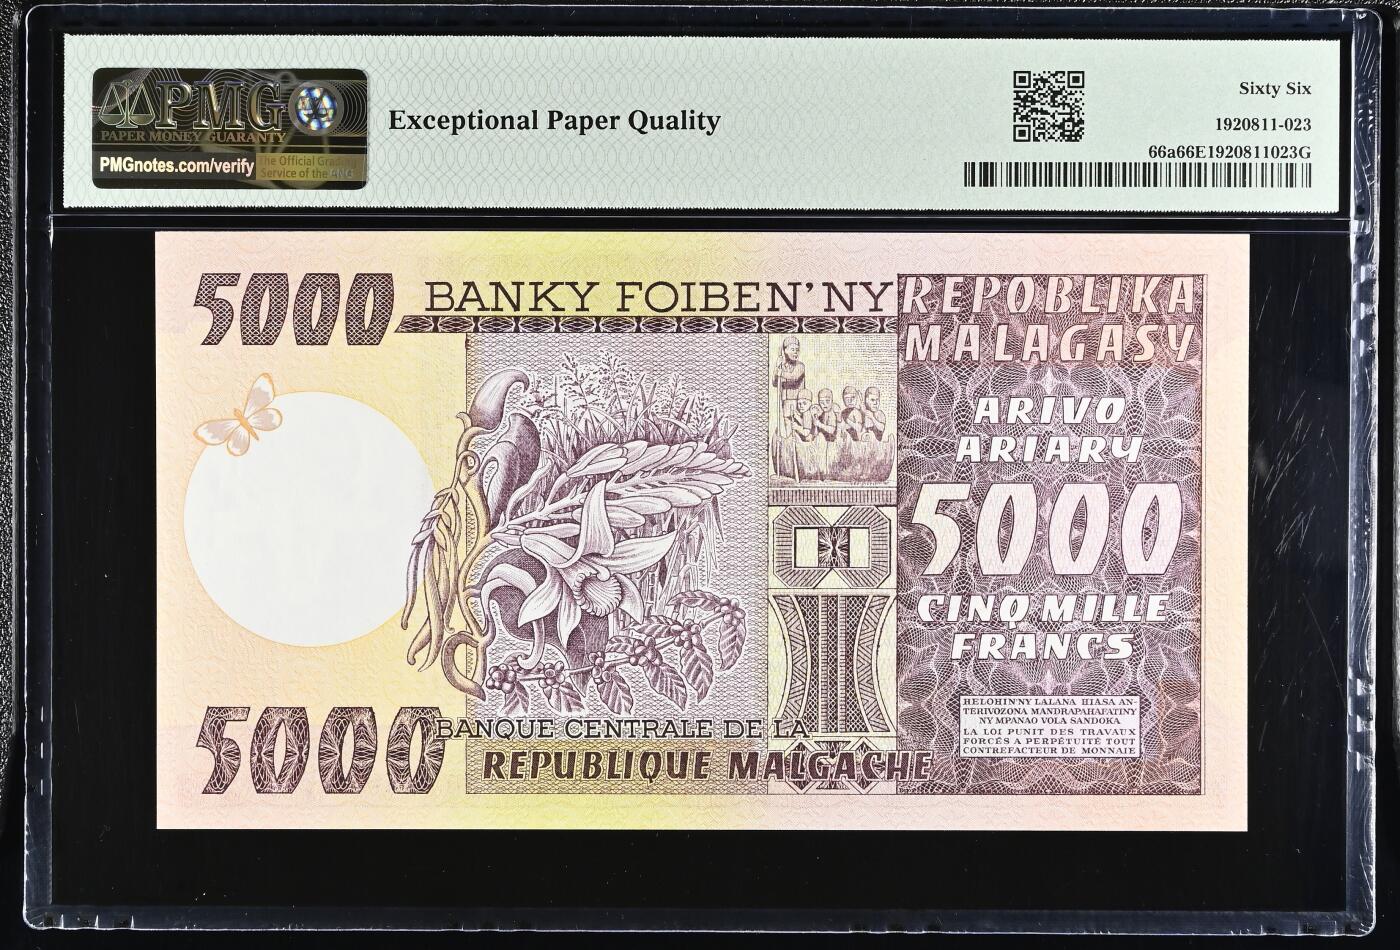 PMG
PAPER MONEY GUARANTY
PMGnotes.com/verify
The Official Grading
Service of the
Exceptional Paper Quality
Sixty Six
1920811-023
66a66E1920811023G
5000
BANKY FOIBEN'NY
REPOBLIKA
MALAGASY
ARIVO
ARIARY
5000
CINQ MILLE
FRANCS
HELOHIN'NY LALANA HIASA AN-
TERIVOZONA MANDRAPAHAFATINY
NY MPANAO VOLA SANDOKA
LA LOI PUNIT DES TRAVAUX
FORCÉS A PERPÉTUITÉ TOUT
CONTREFACTEUR DE MONNAIE
5000
BANQUE CENTRALE DE LA
REPUBLIQUE MALGACHE